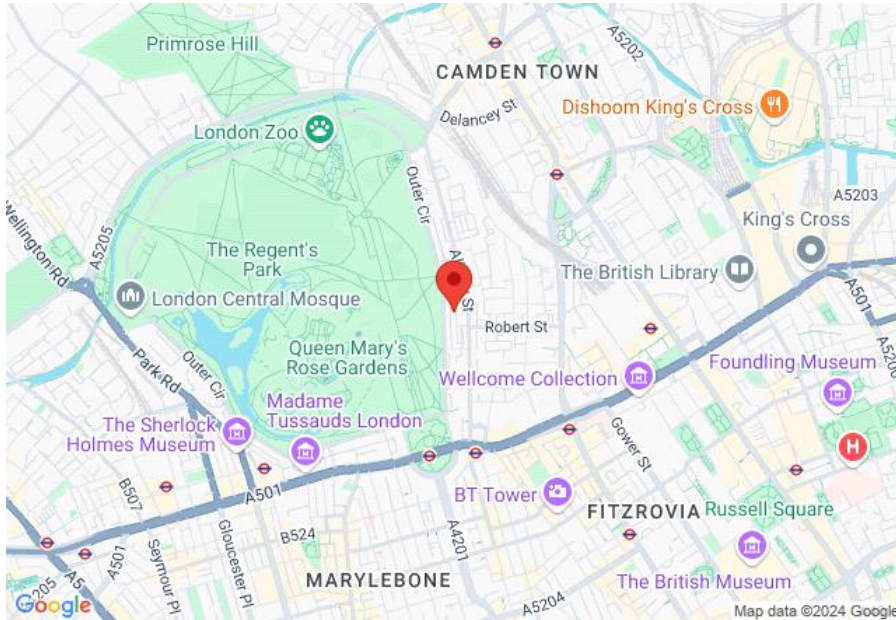 Primrose Hill
CAMDEN TOWN
A5202
Dishoom King's Cross
Delancey St
London Zoo
Outer Cir
A5203
Wellington Rd
A5205
King's Cross
The Regent's
Park
The British Library
London Central Mosque
St
Robert St
A501
A5200
Outer Cir
Park Rd
Queen Mary's
Rose Gardens
Wellcome Collection
Foundling Museum
Madame
Tussauds London
The Sherlock
Holmes Museum
Gower St
BT Tower
B507
A501
FITZROVIA
Russell Square
B524
A4201
A501
Seymour Pl
Gloucester Pl
MARYLEBONE
The British Museum
A5204
Google
Map data ©2024 Google